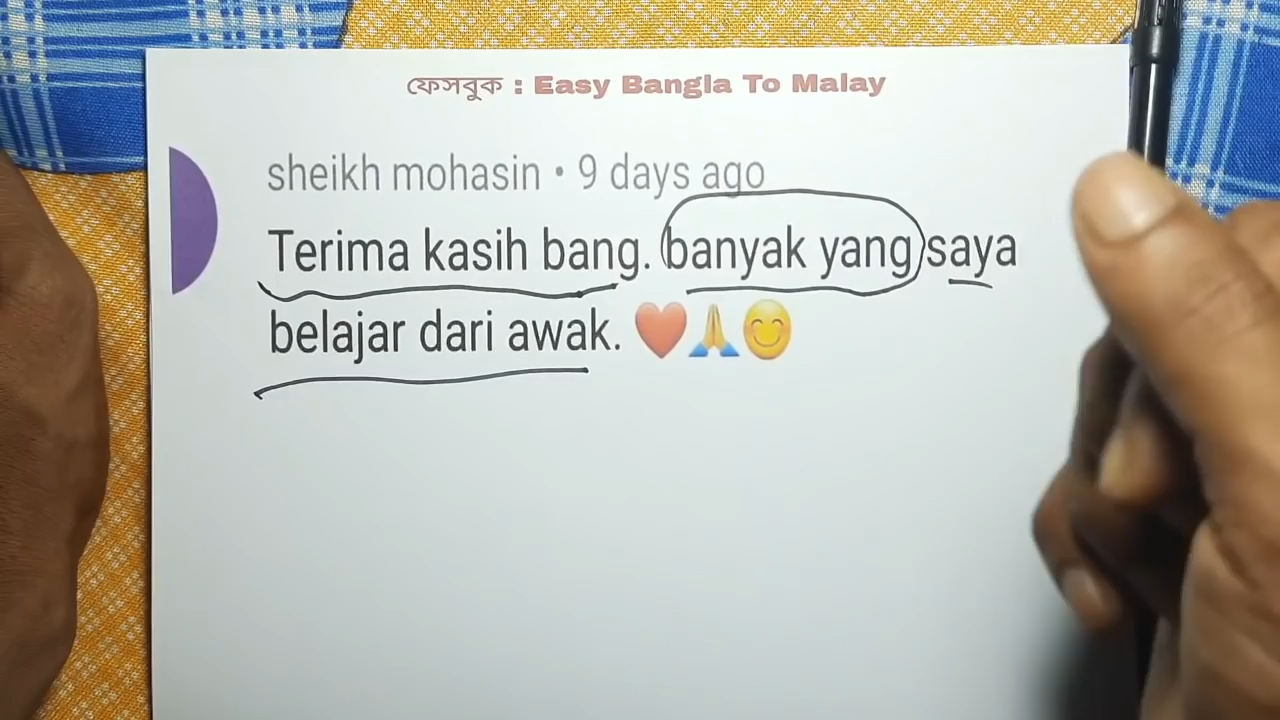 ফেসবুক : Easy Bangla To Malay
sheikh mohasin • 9 days ago
Terima kasih bang. banyak yang saya
belajar dari awak. ❤️🙏😊